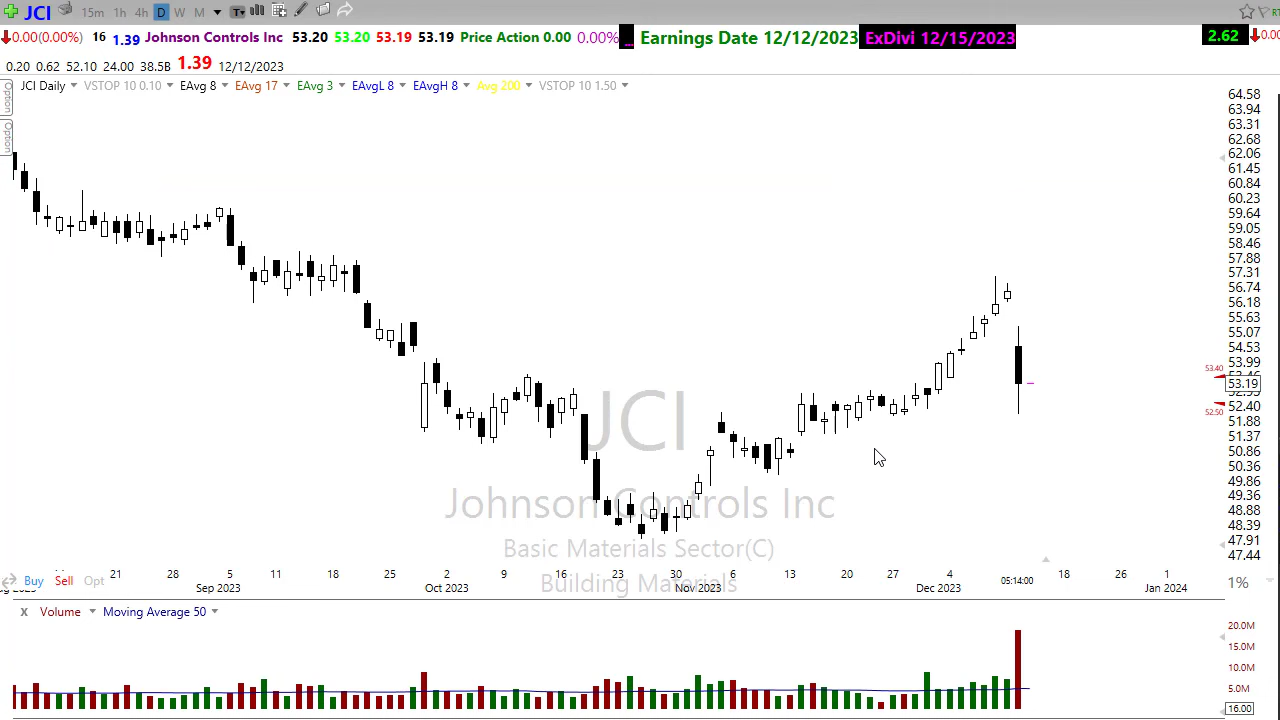 JCI 15m 1h 4h D W M T
0.00(0.00%) 16 1.39 Johnson Controls Inc 53.20 53.20 53.19 53.19 Price Action 0.00 0.00% Earnings Date 12/12/2023 ExDivi 12/15/2023 2.62 0.00
0.20 0.62 52.10 24.00 38.5B 1.39 12/12/2023
JCI Daily VSTOP 10 0.10 EAvg 8 EAvg 17 EAvg 3 EAvgL 8 EAvgH 8 Avg 200 VSTOP 10 1.50
Option
Option
64.58
63.94
63.31
62.68
62.06
61.45
60.84
60.23
59.64
59.05
58.46
57.88
57.31
56.74
56.18
55.63
55.07
54.53
53.99
53.40
53.19
52.40
52.50
51.88
51.37
50.86
50.36
49.86
49.36
48.88
48.39
47.91
47.44
JCI
Johnson Controls Inc
Basic Materials Sector(C)
Building Materials
Buy Sell Opt
21 28 5 11 18 25 2 9 16 23 30 6 13 20 27 4 05:14:00 18 26 1
Sep 2023 Oct 2023 Nov 2023 Dec 2023 Jan 2024
1%
x Volume Moving Average 50
20.0M
15.0M
10.0M
5.0M
16.00